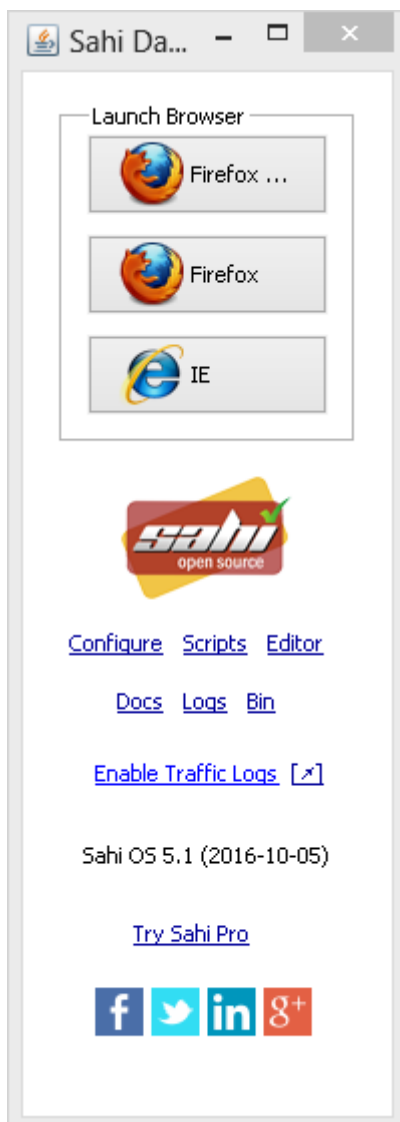 Sahi Da...
Launch Browser
Firefox ...
Firefox
IE
sahi
open source
Configure Scripts Editor
Docs Logs Bin
Enable Traffic Logs [↗]
Sahi OS 5.1 (2016-10-05)
Try Sahi Pro
f in g+